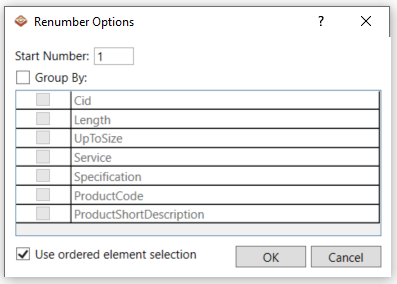 Renumber Options
? ×
Start Number: 1
Group By:
Cid
Length
UpToSize
Service
Specification
ProductCode
ProductShortDescription
Use ordered element selection
OK
Cancel